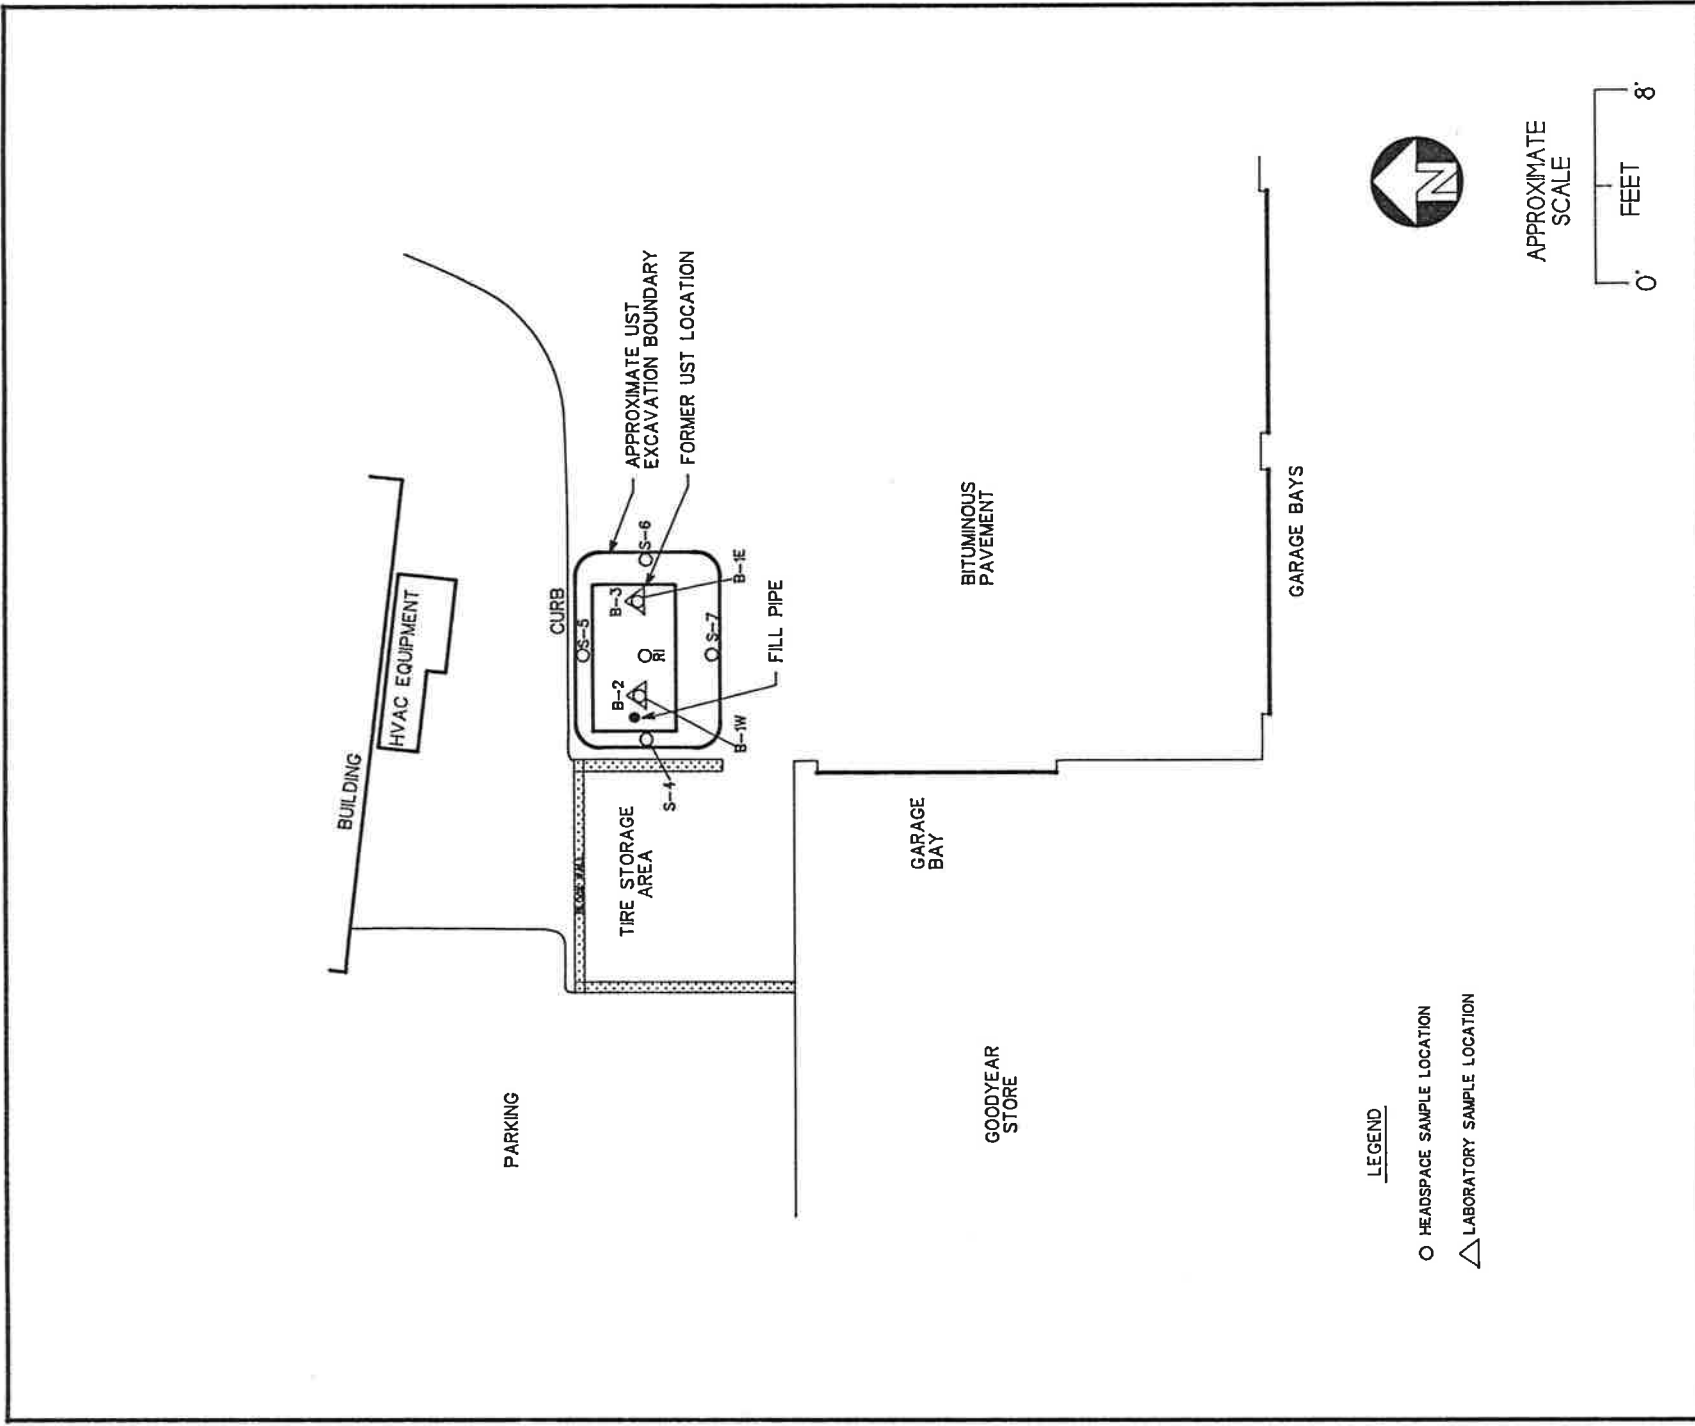 BUILDING
HVAC EQUIPMENT
CURB
PARKING
TIRE STORAGE
AREA
S-5
B-2
B-3
RI
S-6
S-4
S-7
B-1W
B-1E
FILL PIPE
APPROXIMATE UST
EXCAVATION BOUNDARY
FORMER UST LOCATION
GARAGE
BAY
BITUMINOUS
PAVEMENT
GOODYEAR
STORE
GARAGE BAYS
LEGEND
HEADSPACE SAMPLE LOCATION
LABORATORY SAMPLE LOCATION
N
APPROXIMATE
SCALE
FEET
0' 8'